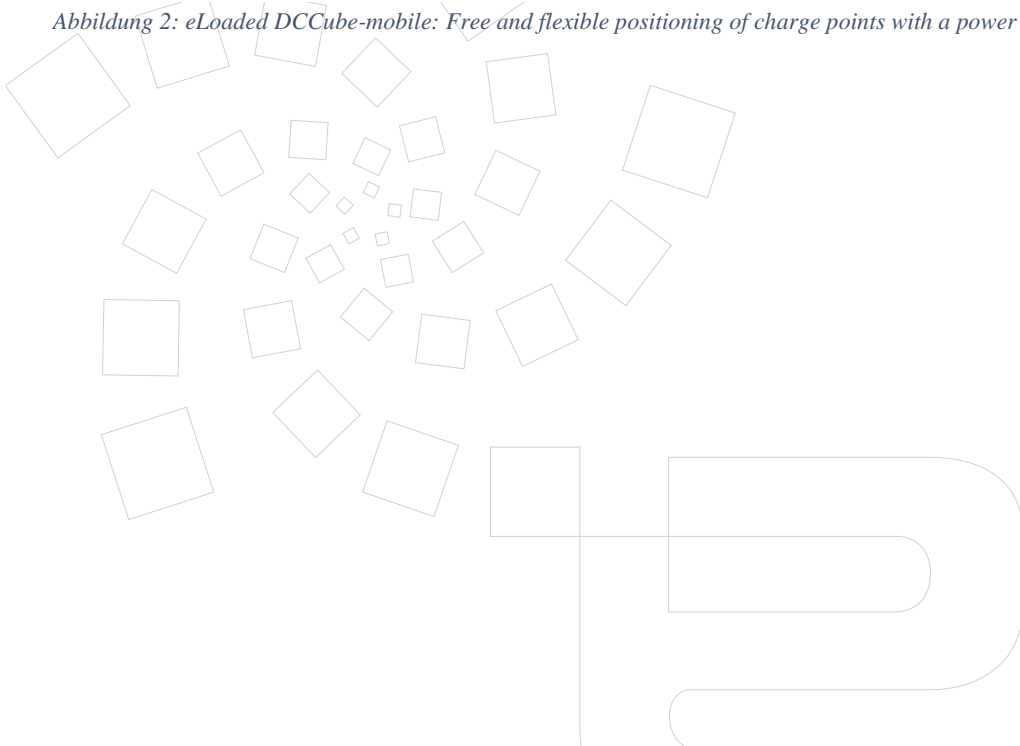 Abbildung 2: eLoaded DCCube-mobile: Free and flexible positioning of charge points with a power